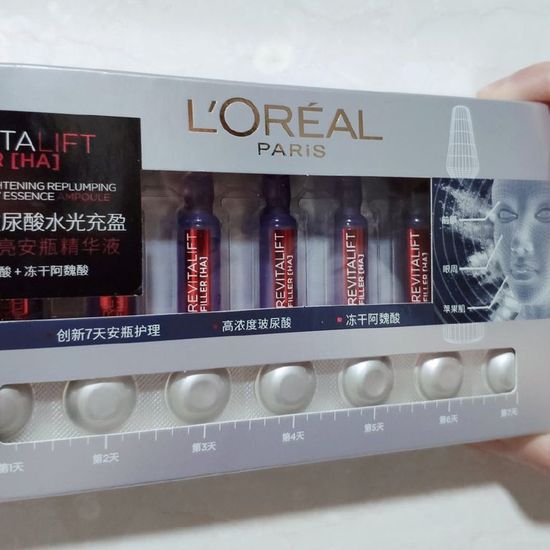 L'ORÉAL
PARIS
VITALIFT
ER [HA]
HTENING REPLUMPING
ESSENCE AMPOULE
尿酸水光充盈
亮安瓶精华液
酸 + 冻干阿魏酸
REVITALIFT
FILLER [HA]
REVITALIFT
FILLER [HA]
REVITALIFT
FILLER [HA]
REVITALIFT
FILLER [HA]
眼周
苹果肌
创新7天安瓶护理
高浓度玻尿酸
冻干阿魏酸
第1天
第2天
第3天
第4天
第5天
第6天
第7天